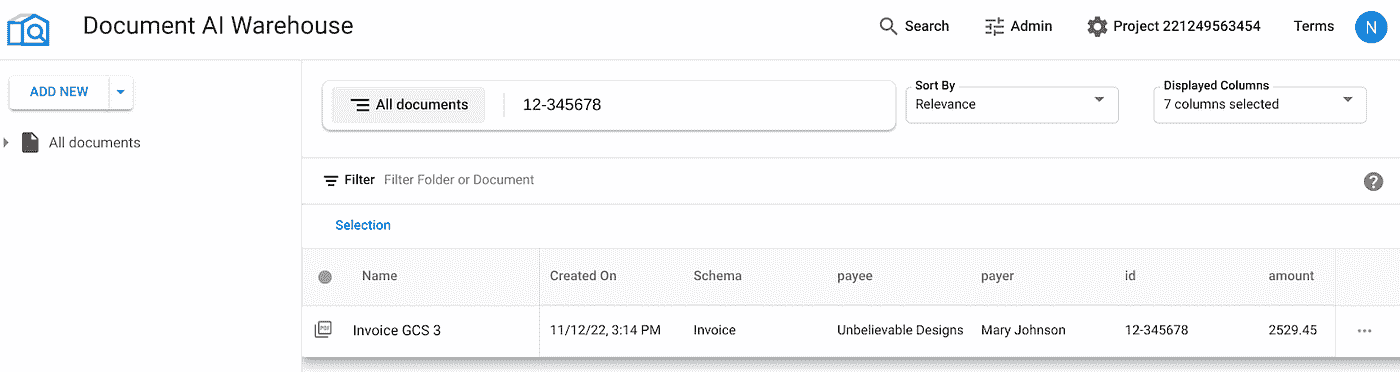 Document AI Warehouse
Search Admin Project 221249563454 Terms N
ADD NEW
All documents
All documents 12-345678
Sort By
Relevance
Displayed Columns
7 columns selected
Filter Filter Folder or Document ?
Selection
Name Created On Schema payee payer id amount
PDF Invoice GCS 3 11/12/22, 3:14 PM Invoice Unbelievable Designs Mary Johnson 12-345678 2529.45 ...